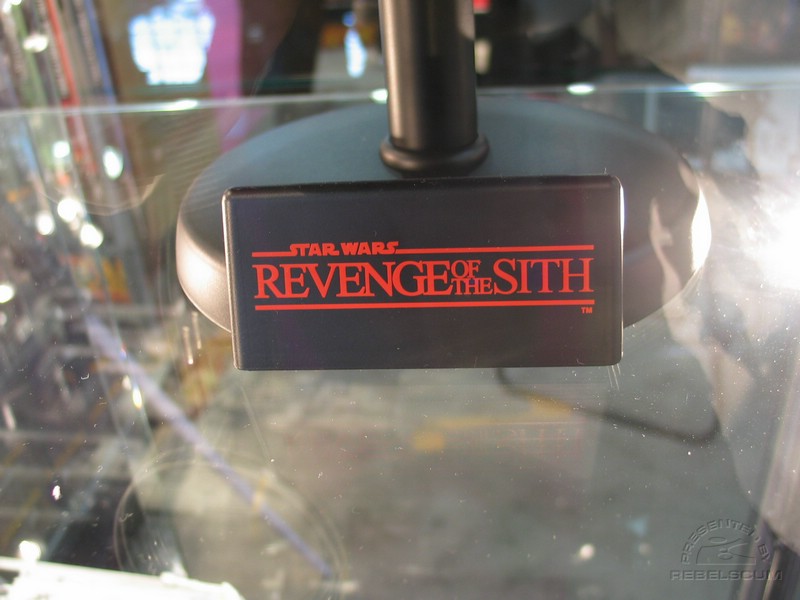 STAR WARS
REVENGE OF THE SITH
TM
PRESENTED BY
REBELSCUM